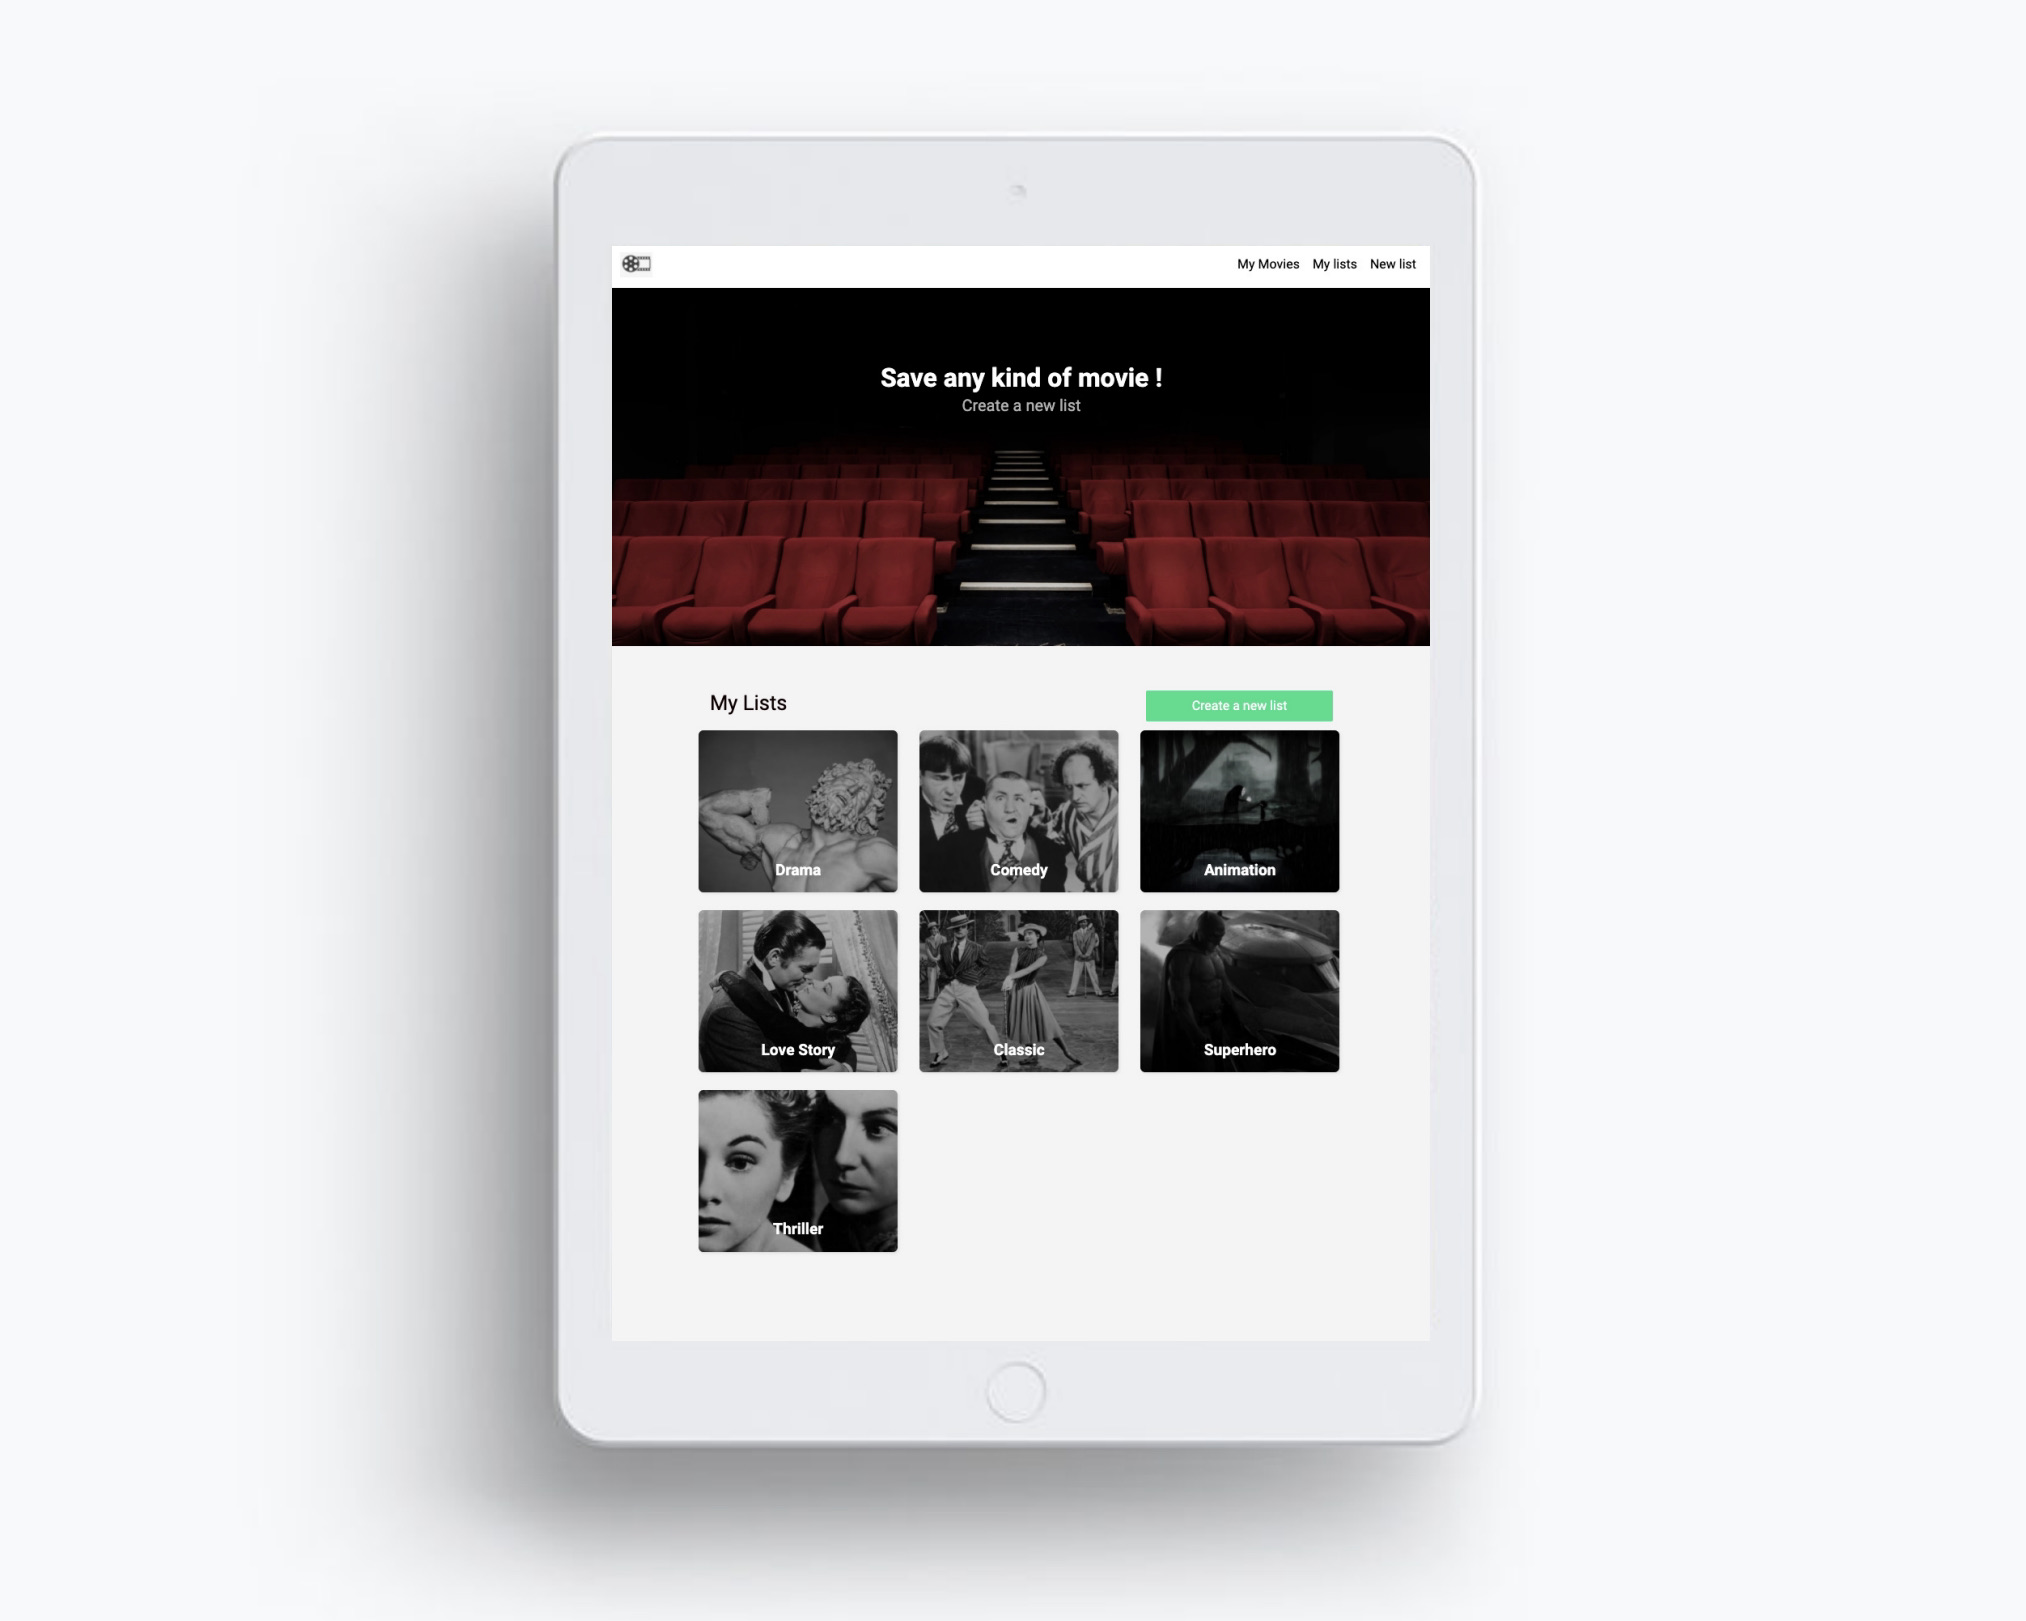 My Movies My lists New list
Save any kind of movie !
Create a new list
My Lists
Create a new list
Drama
Comedy
Animation
Love Story
Classic
Superhero
Thriller